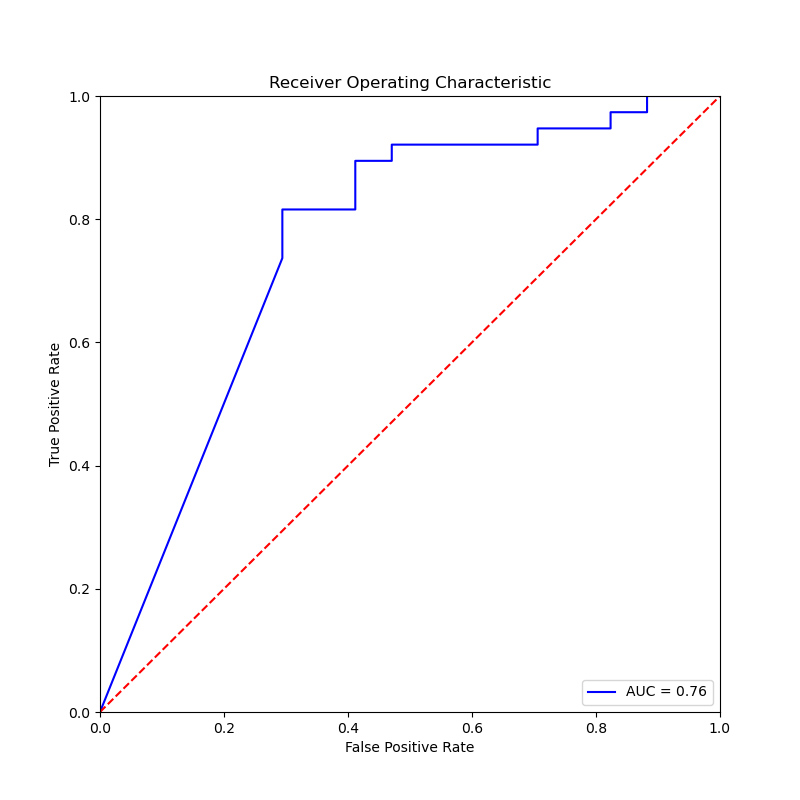 Receiver Operating Characteristic
1.0
0.8
0.6
0.4
0.2
0.0
True Positive Rate
AUC = 0.76
0.0 0.2 0.4 0.6 0.8 1.0
False Positive Rate